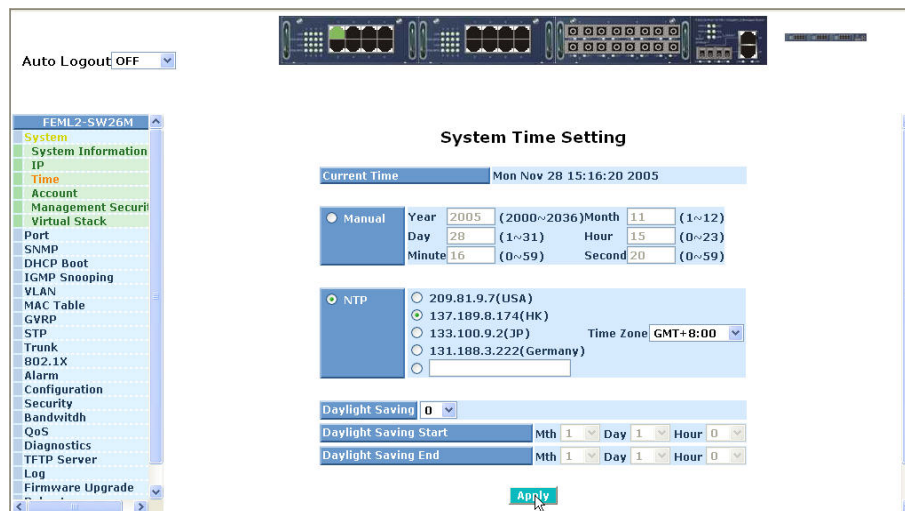 Auto Logout OFF
FEML2-SW26M
System
System Information
IP
Time
Account
Management Securit
Virtual Stack
Port
SNMP
DHCP Boot
IGMP Snooping
VLAN
MAC Table
GVRP
STP
Trunk
802.1X
Alarm
Configuration
Security
Bandwitdh
QoS
Diagnostics
TFTP Server
Log
Firmware Upgrade
System Time Setting
Current Time Mon Nov 28 15:16:20 2005
Manual Year 2005 (2000~2036) Month 11 (1~12)
Day 28 (1~31) Hour 15 (0~23)
Minute 16 (0~59) Second 20 (0~59)
NTP 209.81.9.7(USA)
137.189.8.174(HK)
133.100.9.2(JP) Time Zone GMT+8:00
131.188.3.222(Germany)
Daylight Saving 0
Daylight Saving Start Mth 1 Day 1 Hour 0
Daylight Saving End Mth 1 Day 1 Hour 0
Apply